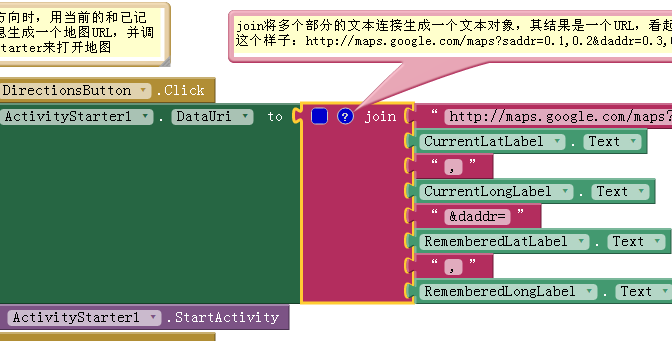 方向时，用当前的和已记
息生成一个地图URL，并调
tarter来打开地图
join将多个部分的文本连接生成一个文本对象，其结果是一个URL，看起
这个样子：http://maps.google.com/maps?saddr=0.1,0.2&daddr=0.3,
DirectionsButton .Click
ActivityStarter1 . DataUri to join “ http://maps.google.com/maps?
CurrentLatLabel . Text
“ , ”
CurrentLongLabel . Text
“ &daddr= ”
RememberedLatLabel . Text
“ , ”
RememberedLongLabel . Text
ActivityStarter1 .StartActivity